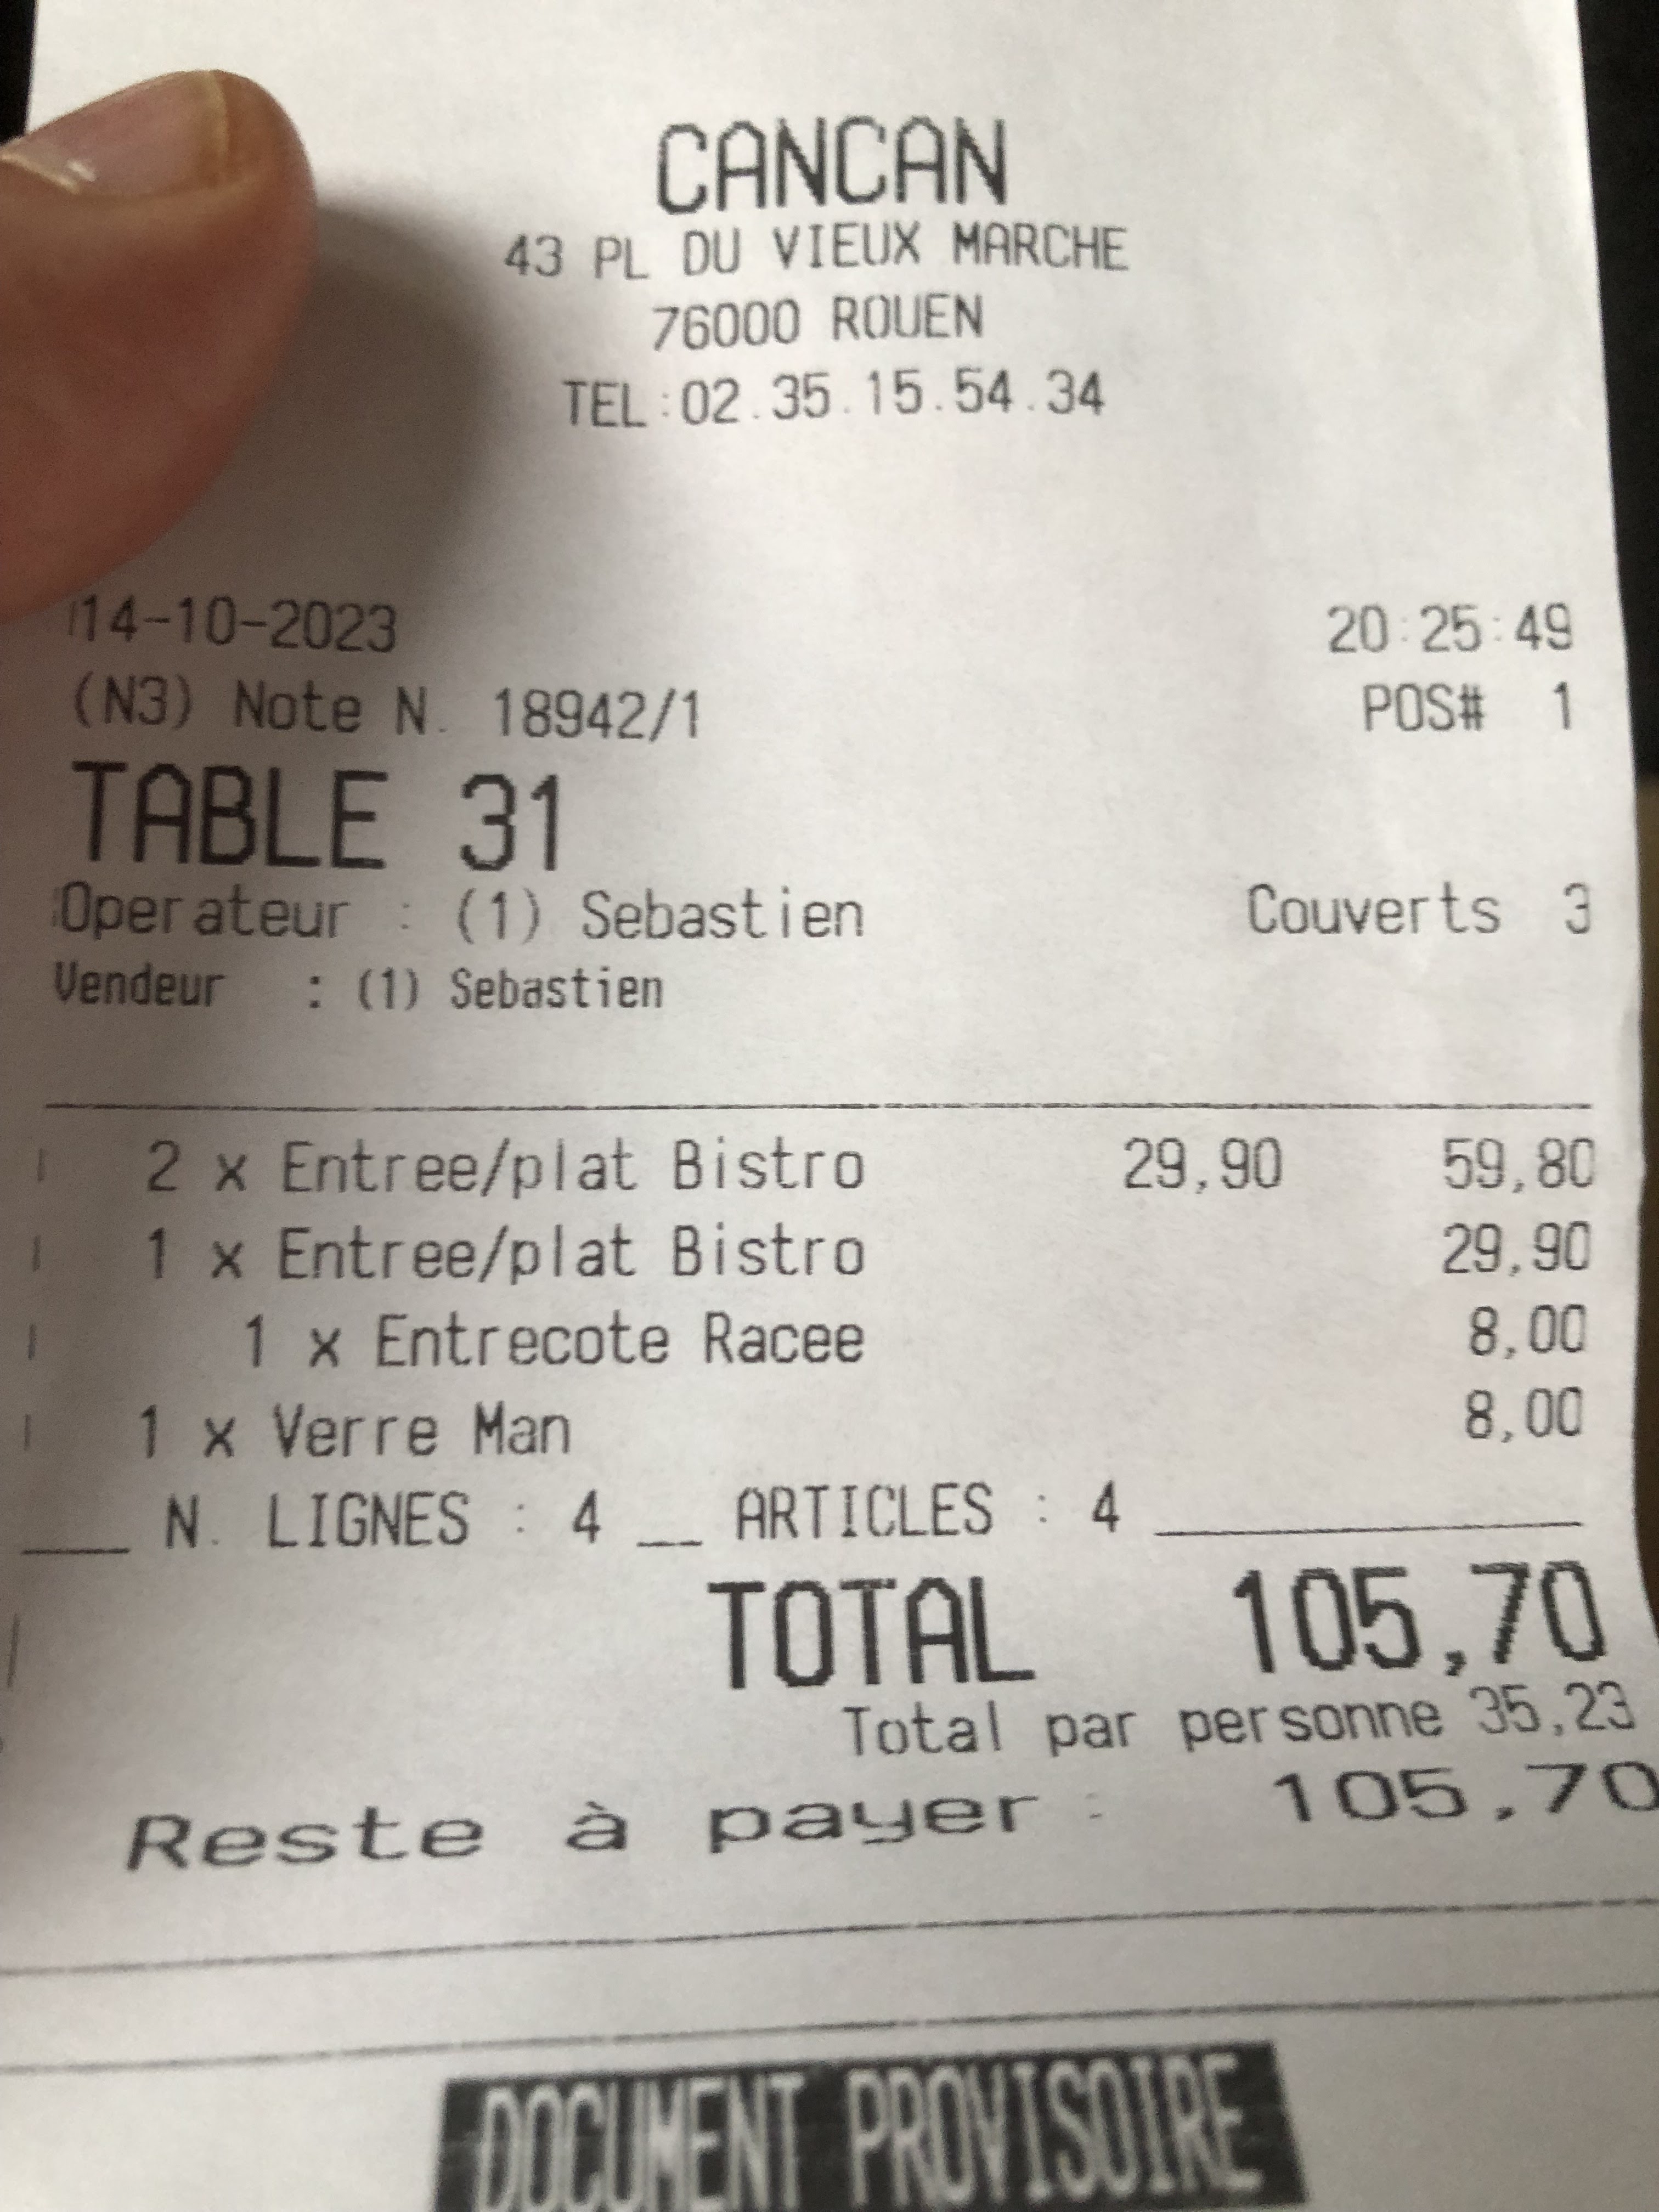 CANCAN
43 PL DU VIEUX MARCHE
76000 ROUEN
TEL:02.35.15.54.34
14-10-2023 20:25:49
(N3) Note N. 18942/1 POS# 1
TABLE 31
Operateur : (1) Sebastien Couverts 3
Vendeur : (1) Sebastien
2 x Entree/plat Bistro 29,90 59,80
1 x Entree/plat Bistro 29,90
1 x Entrecote Racee 8,00
1 x Verre Man 8,00
N. LIGNES : 4 __ ARTICLES : 4
TOTAL 105,70
Total par personne 35,23
Reste à payer : 105,70
DOCUMENT PROVISOIRE